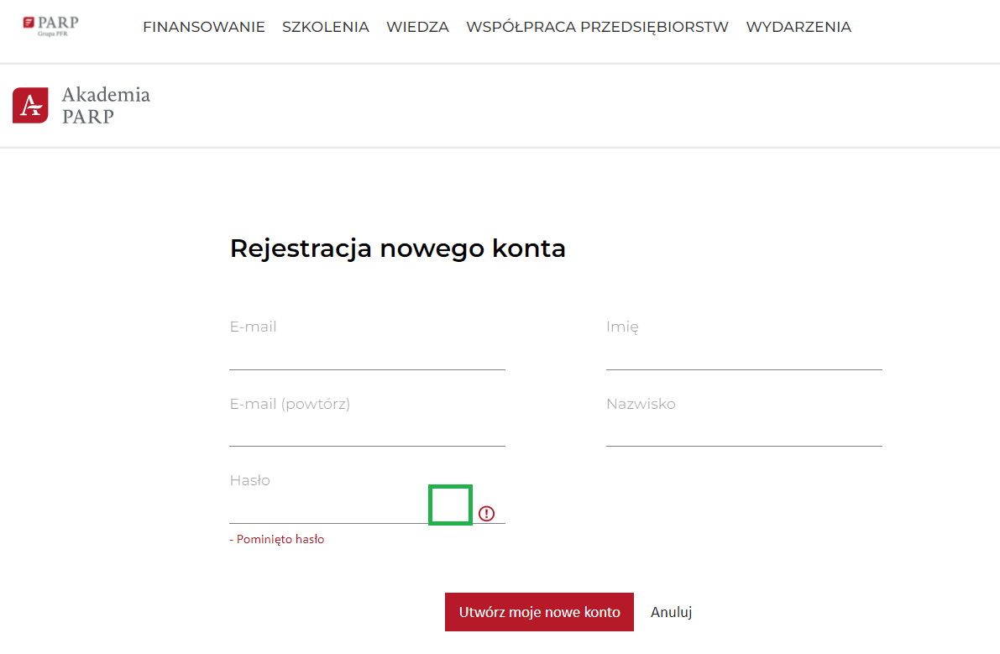 PARP
Grupa PFR
FINANSOWANIE SZKOLENIA WIEDZA WSPÓŁPRACA PRZEDSIĘBIORSTW WYDARZENIA
Akademia
PARP
Rejestracja nowego konta
E-mail
Imię
E-mail (powtórz)
Nazwisko
Hasło
- Pominięto hasło
Utwórz moje nowe konto
Anuluj